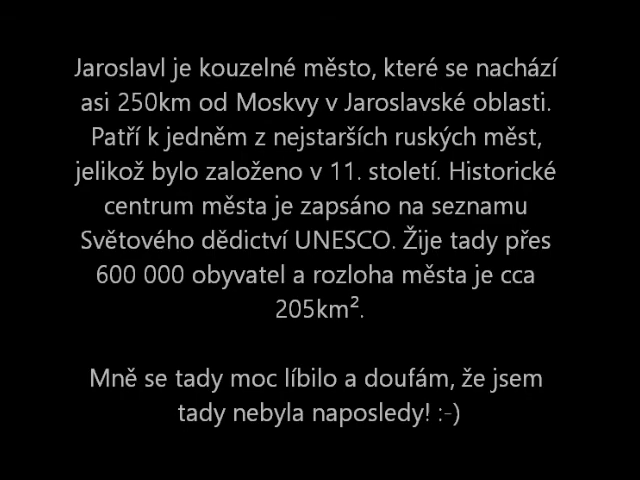 Jaroslavl je kouzelné město, které se nachází
asi 250km od Moskvy v Jaroslavské oblasti.
Patří k jedněm z nejstarších ruských měst,
jelikož bylo založeno v 11. století. Historické
centrum města je zapsáno na seznamu
Světového dědictví UNESCO. Žije tady přes
600 000 obyvatel a rozloha města je cca
205km².
Mně se tady moc líbilo a doufám, že jsem
tady nebyla naposledy! :-)